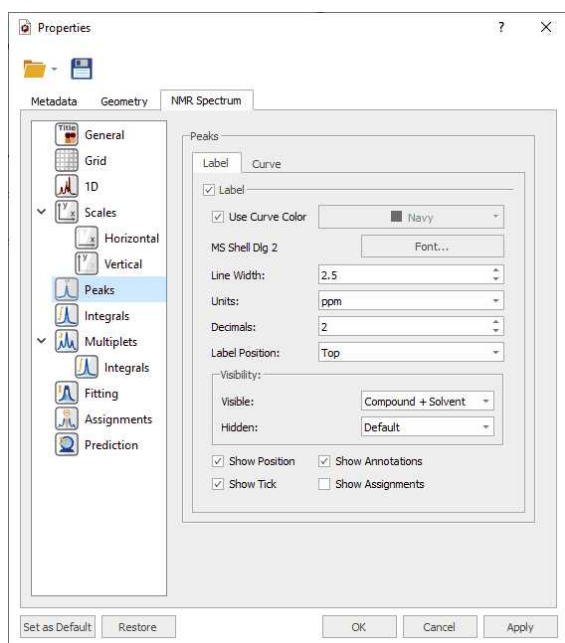 Properties
?
Metadata Geometry NMR Spectrum
Title
General
Grid
1D
Scales
Horizontal
Vertical
Peaks
Integrals
Multiplets
Integrals
Fitting
Assignments
Prediction
Peaks
Label Curve
Label
Use Curve Color Navy
MS Shell Dlg 2 Font...
Line Width: 2.5
Units: ppm
Decimals: 2
Label Position: Top
Visibility:
Visible: Compound + Solvent
Hidden: Default
Show Position Show Annotations
Show Tick Show Assignments
Set as Default Restore OK Cancel Apply